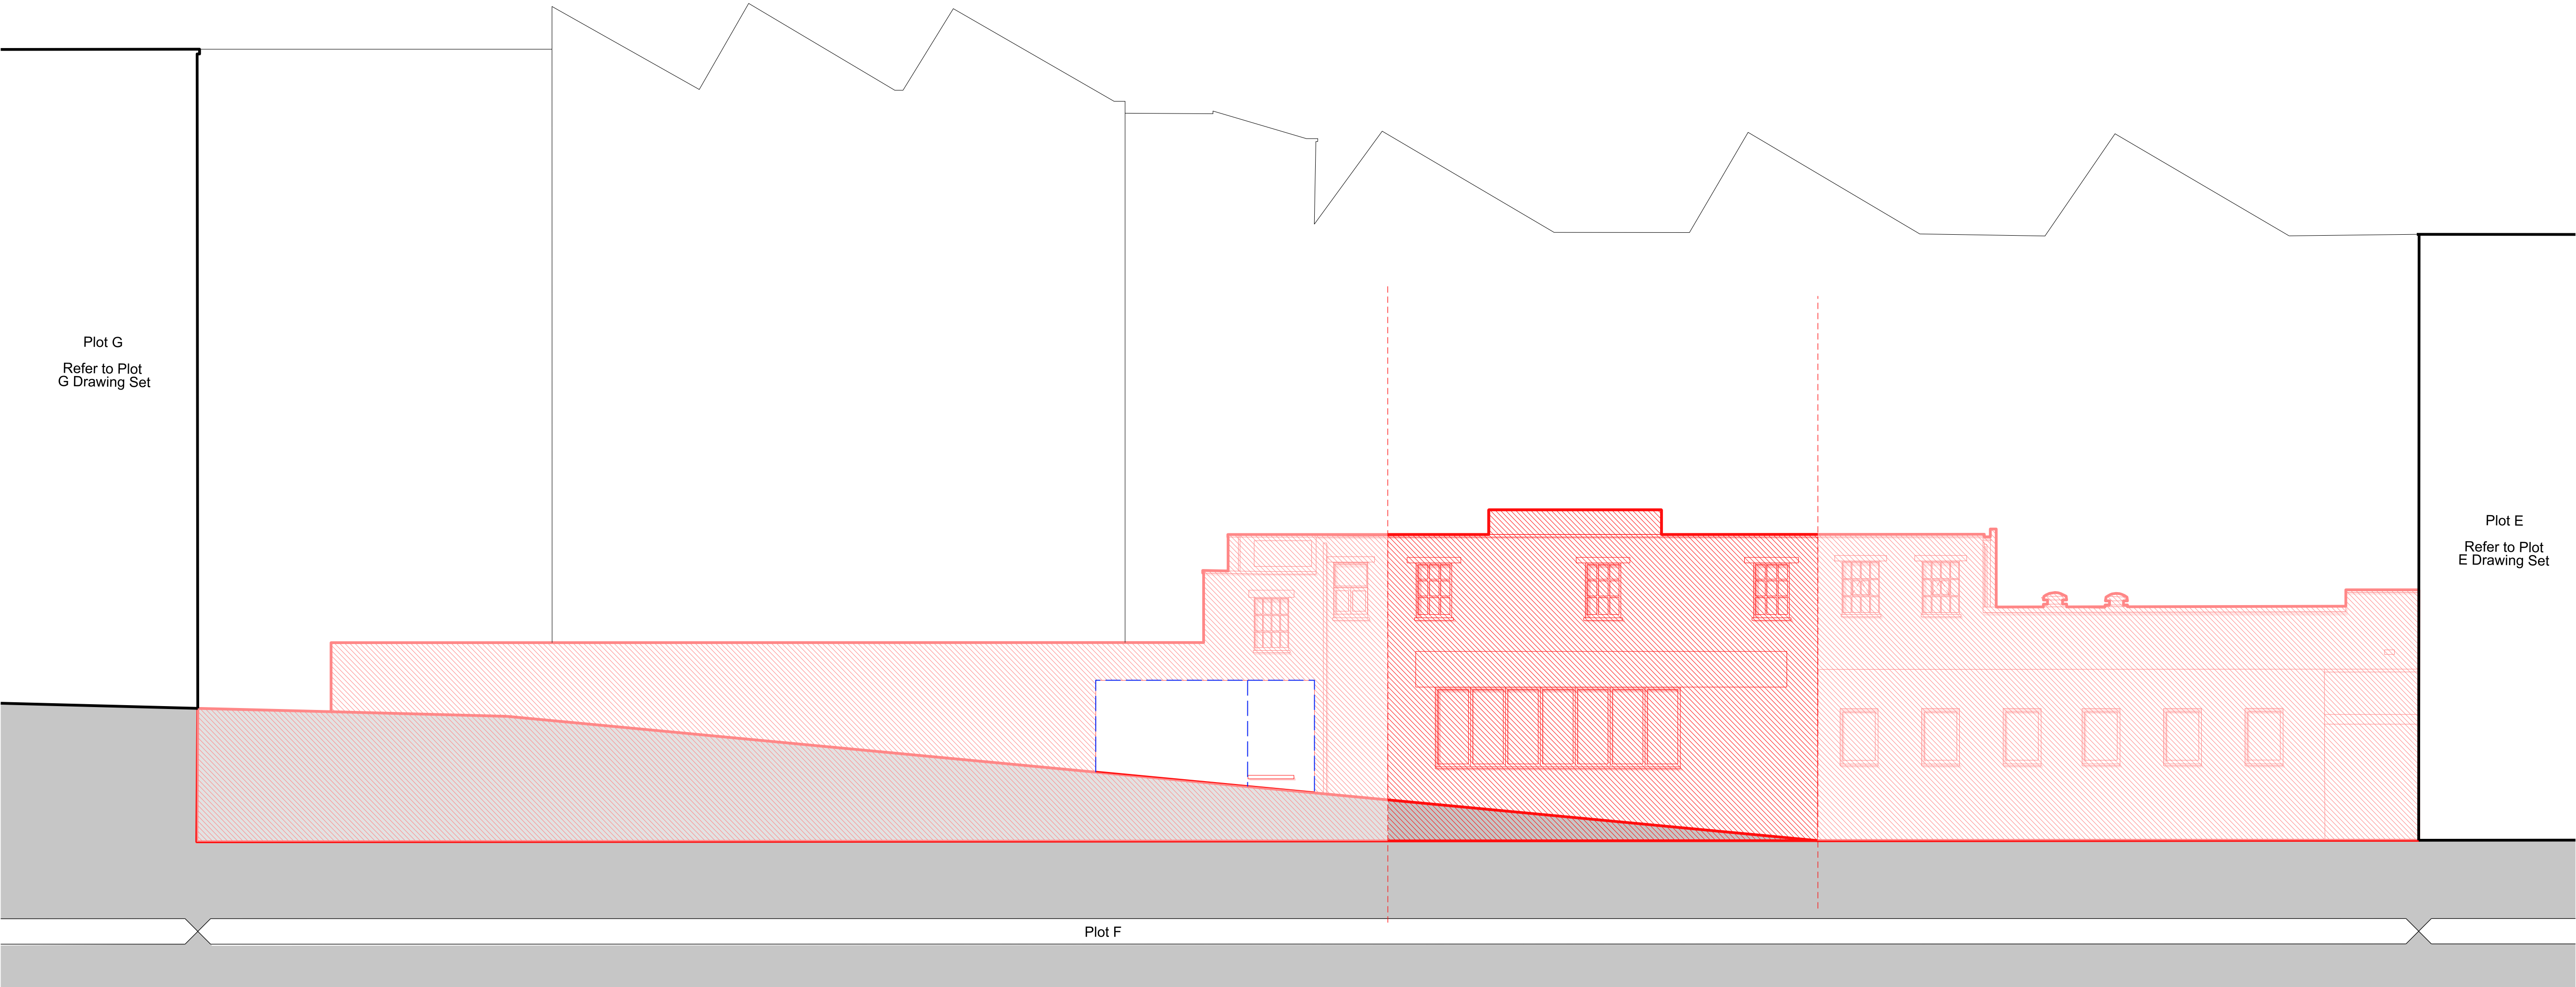 Plot G
Refer to Plot
G Drawing Set
Plot E
Refer to Plot
E Drawing Set
Plot F